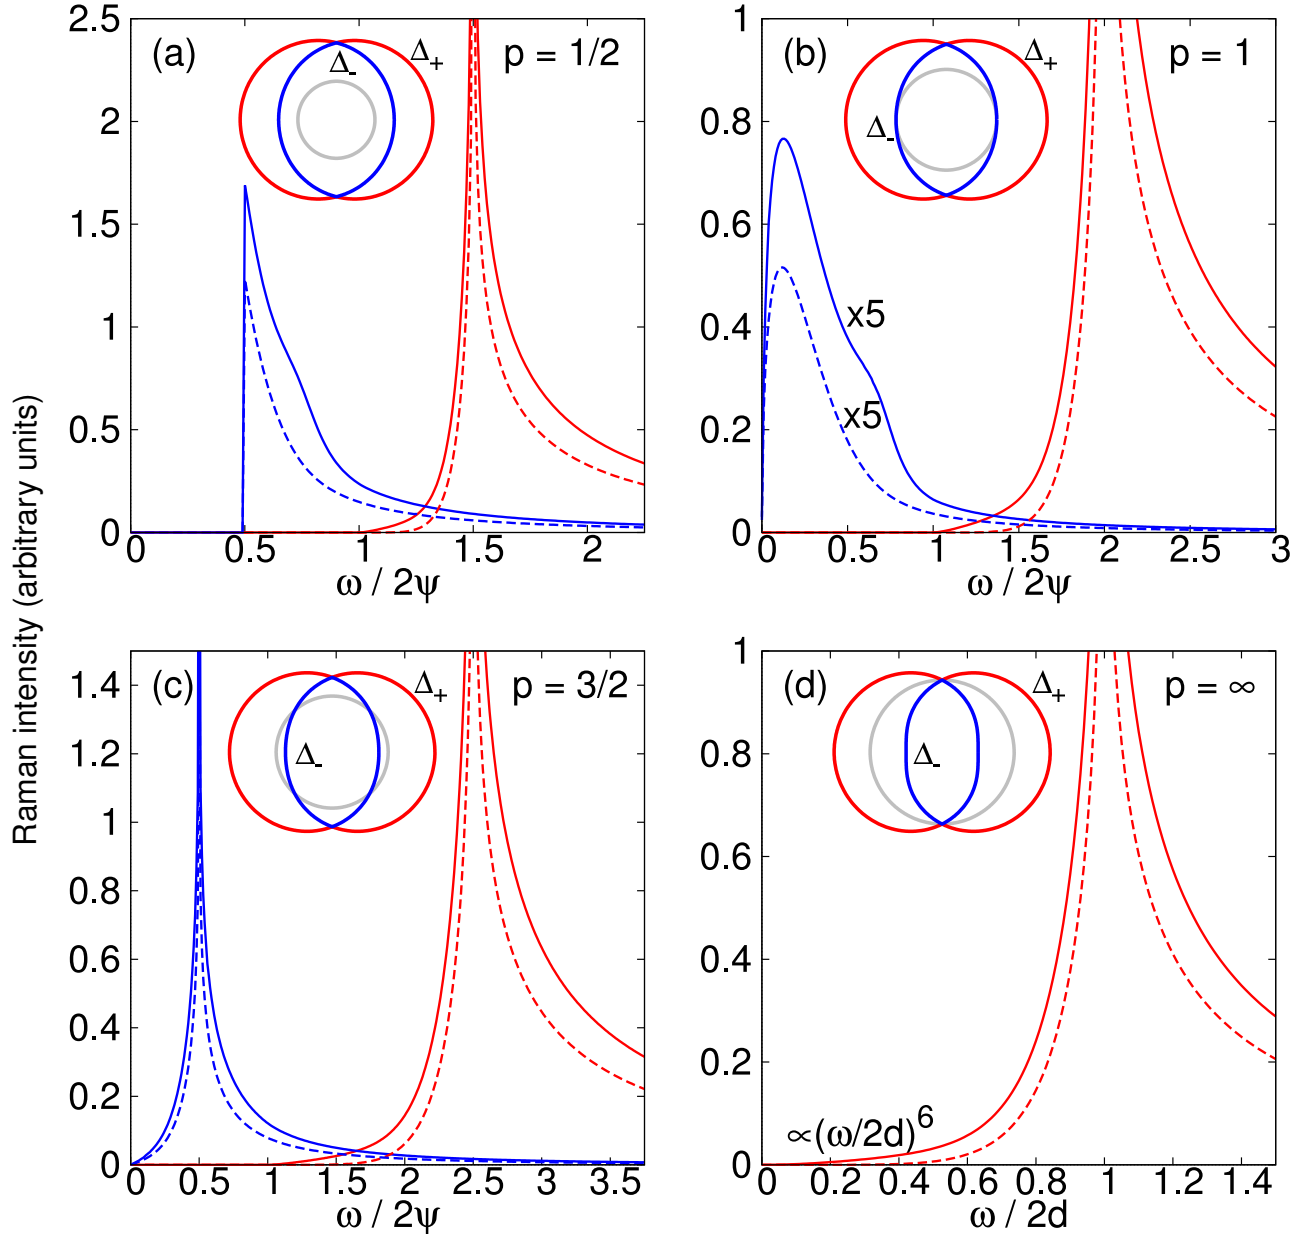 Raman intensity (arbitrary units)
(a)
Δ₋
Δ₊
p = 1/2
2.5
2
1.5
1
0.5
0
0 0.5 1 1.5 2
ω / 2ψ
(b)
Δ₋
Δ₊
p = 1
x5
x5
1
0.8
0.6
0.4
0.2
0
0 0.5 1 1.5 2 2.5 3
ω / 2ψ
(c)
Δ₋
Δ₊
p = 3/2
1.4
1.2
1
0.8
0.6
0.4
0.2
0
0 0.5 1 1.5 2 2.5 3 3.5
ω / 2ψ
(d)
Δ₋
Δ₊
p = ∞
∝(ω/2d)⁶
1
0.8
0.6
0.4
0.2
0
0 0.2 0.4 0.6 0.8 1 1.2 1.4
ω / 2d